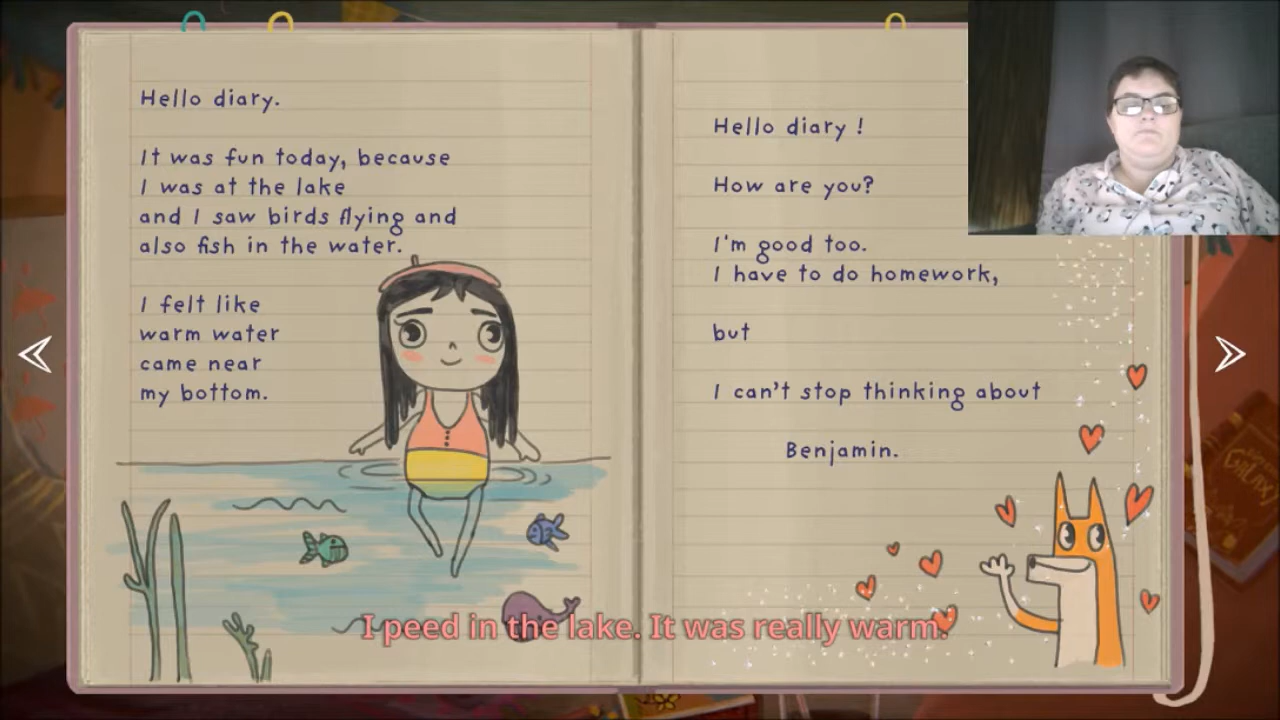 Hello diary.
It was fun today, because
I was at the lake
and I saw birds flying and
also fish in the water.
I felt like
warm water
came near
my bottom.
Hello diary !
How are you?
I'm good too.
I have to do homework,
but
I can't stop thinking about
Benjamin.
I peed in the lake. It was really warm.